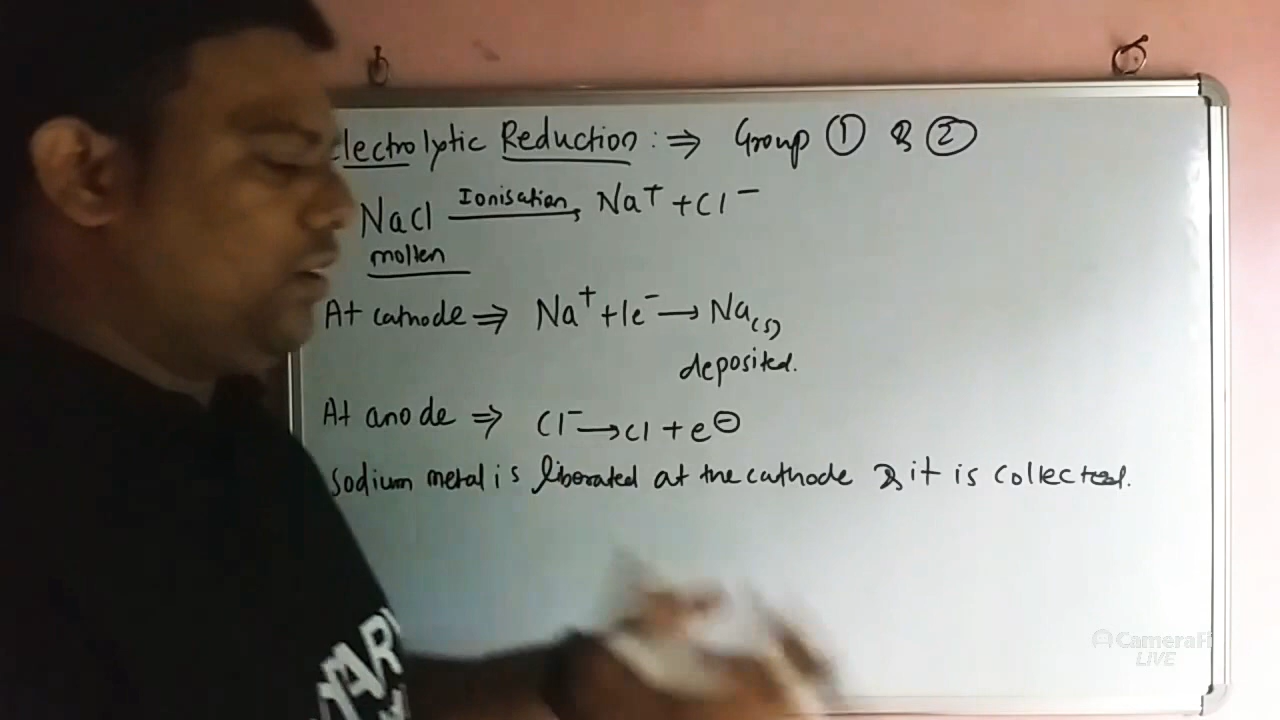 Electrolytic Reduction :⇒ Group ① & ②
NaCl Ionisation→ Na⁺ + Cl⁻
molten
At cathode ⇒ Na⁺ + 1e⁻ → Na(s)
deposited.
At anode ⇒ Cl⁻ → Cl + e⊖
Sodium metal is liberated at the cathode & it is collected.
CameraFi
LIVE